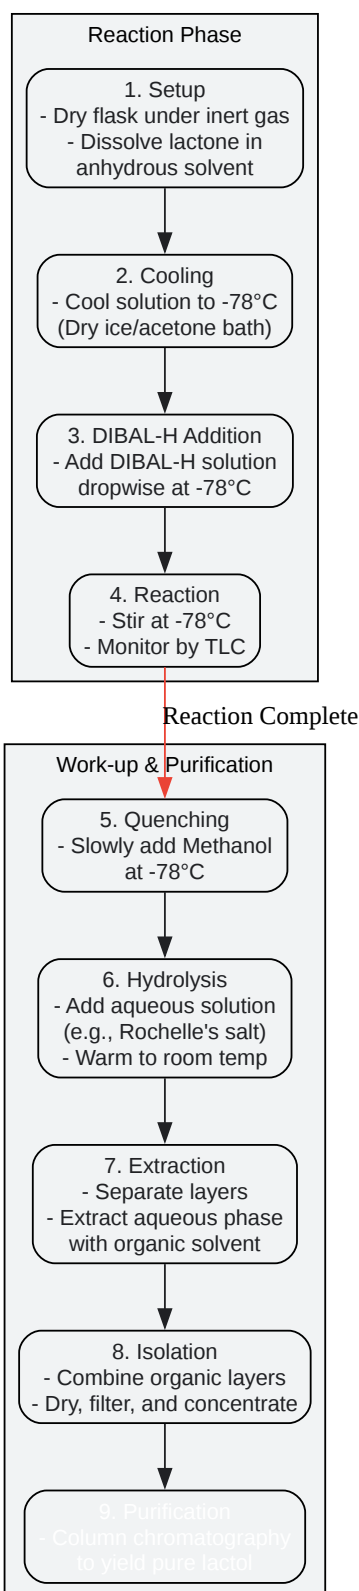 Reaction Phase
1. Setup
- Dry flask under inert gas
- Dissolve lactone in
anhydrous solvent
2. Cooling
- Cool solution to -78°C
(Dry ice/acetone bath)
3. DIBAL-H Addition
- Add DIBAL-H solution
dropwise at -78°C
4. Reaction
- Stir at -78°C
- Monitor by TLC
Reaction Complete
Work-up & Purification
5. Quenching
- Slowly add Methanol
at -78°C
6. Hydrolysis
- Add aqueous solution
(e.g., Rochelle's salt)
- Warm to room temp
7. Extraction
- Separate layers
- Extract aqueous phase
with organic solvent
8. Isolation
- Combine organic layers
- Dry, filter, and concentrate
9. Purification
- Column chromatography
to yield pure lactol